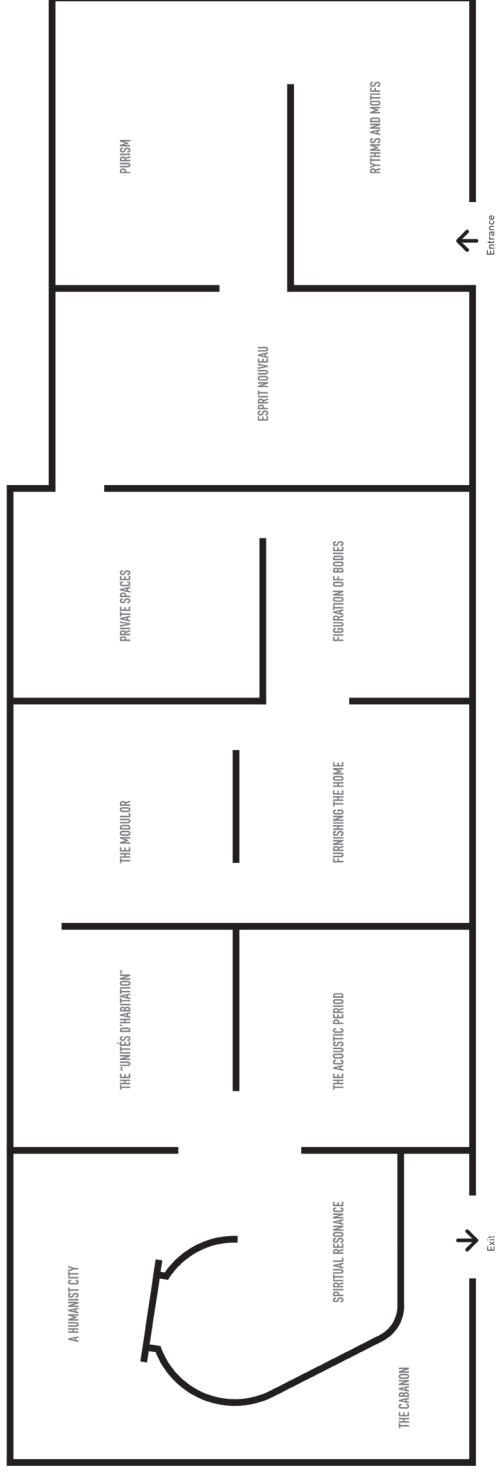 PURISM
RYTHMS AND MOTIFS
Entrance
ESPRIT NOUVEAU
PRIVATE SPACES
FIGURATION OF BODIES
THE MODULOR
FURNISHING THE HOME
THE "UNITÉS D'HABITATION"
THE ACOUSTIC PERIOD
A HUMANIST CITY
SPIRITUAL RESONANCE
THE CABANON
Exit